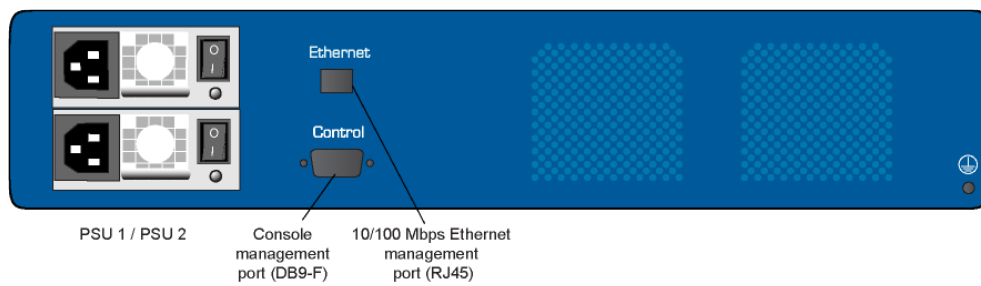 Ethernet
Control
O
I
O
I
PSU 1 / PSU 2
Console
management
port (DB9-F)
10/100 Mbps Ethernet
management
port (RJ45)